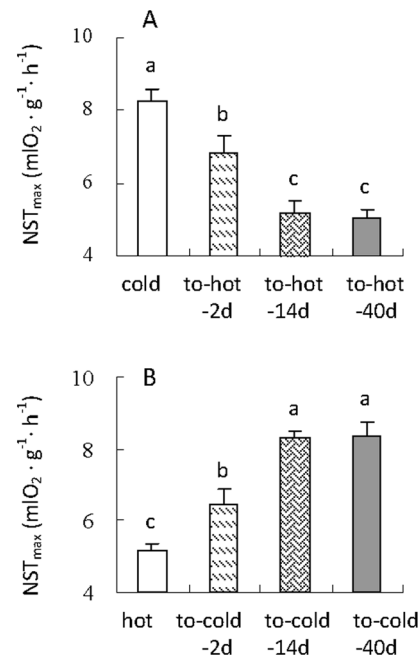 A
NSTmax (mlO2 · g-1 · h-1)
10
8
6
4
a
b
c
c
cold to-hot to-hot to-hot
-2d -14d -40d
B
NSTmax (mlO2 · g-1 · h-1)
10
8
6
4
c
b
a
a
hot to-cold to-cold to-cold
-2d -14d -40d